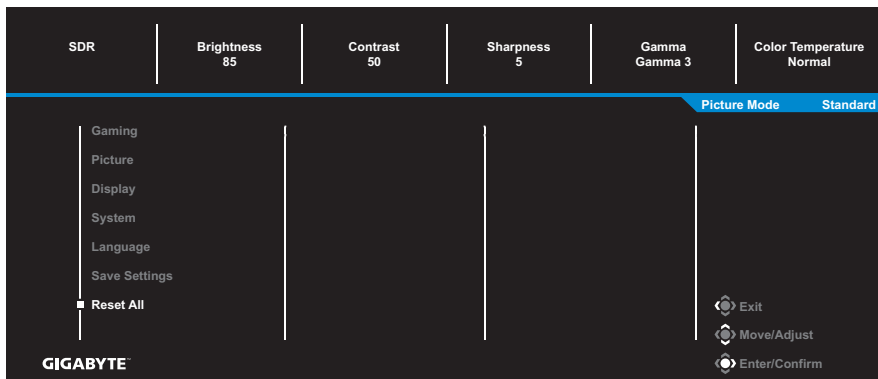 SDR Brightness Contrast Sharpness Gamma Color Temperature
85 50 5 Gamma 3 Normal
Picture Mode Standard
Gaming
Picture
Display
System
Language
Save Settings
Reset All
Exit
Move/Adjust
GIGABYTE™
Enter/Confirm